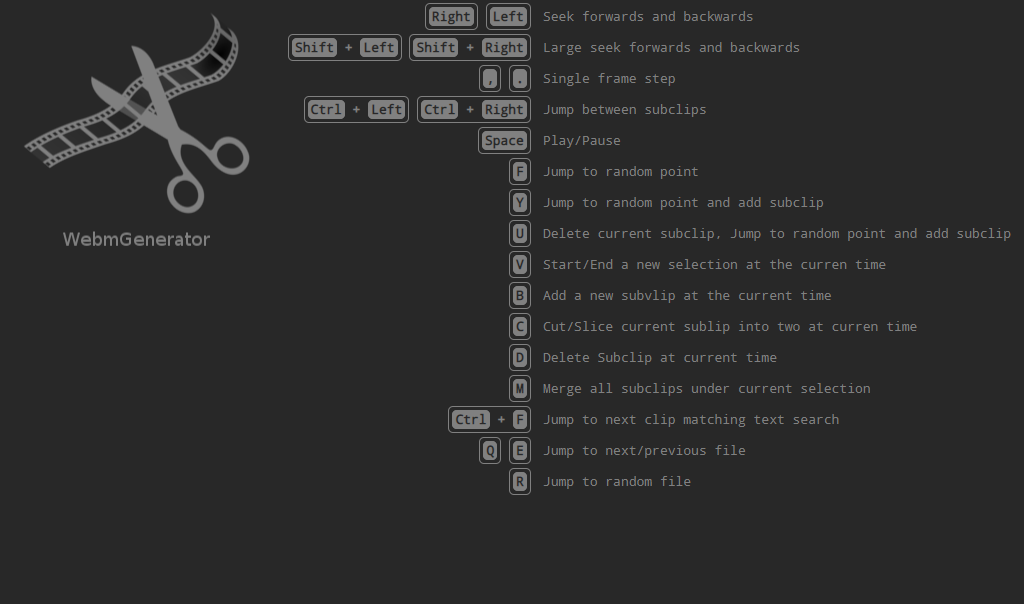 Right Left Seek forwards and backwards
Shift + Left Shift + Right Large seek forwards and backwards
, . Single frame step
Ctrl + Left Ctrl + Right Jump between subclips
Space Play/Pause
F Jump to random point
Y Jump to random point and add subclip
WebmGenerator
U Delete current subclip, Jump to random point and add subclip
V Start/End a new selection at the curren time
B Add a new subvlip at the current time
C Cut/Slice current sublip into two at curren time
D Delete Subclip at current time
M Merge all subclips under current selection
Ctrl + F Jump to next clip matching text search
Q E Jump to next/previous file
R Jump to random file